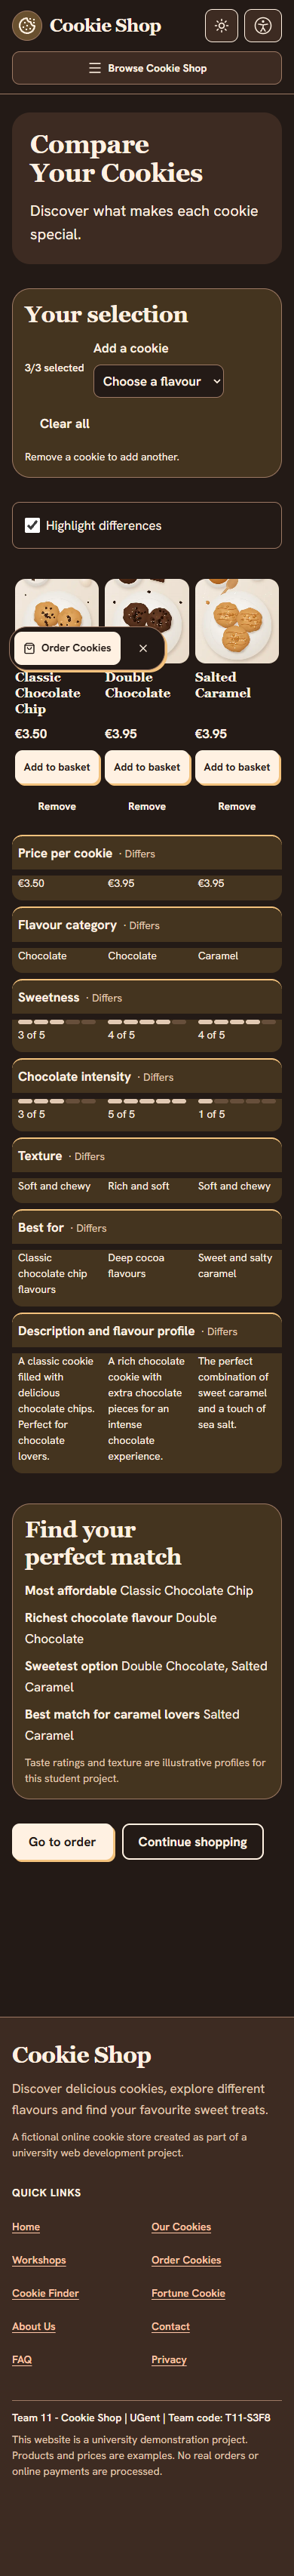 Cookie Shop
Browse Cookie Shop
Compare
Your Cookies
Discover what makes each cookie
special.
Your selection
Add a cookie
3/3 selected
Choose a flavour
Clear all
Remove a cookie to add another.
Highlight differences
Order Cookies
Classic
Chocolate
Chip
Double
Chocolate
Salted
Caramel
€3.50 €3.95 €3.95
Add to basket Add to basket Add to basket
Remove Remove Remove
Price per cookie · Differs
€3.50 €3.95 €3.95
Flavour category · Differs
Chocolate Chocolate Caramel
Sweetness · Differs
3 of 5 4 of 5 4 of 5
Chocolate intensity · Differs
3 of 5 5 of 5 1 of 5
Texture · Differs
Soft and chewy Rich and soft Soft and chewy
Best for · Differs
Classic
chocolate chip
flavours
Deep cocoa
flavours
Sweet and salty
caramel
Description and flavour profile · Differs
A classic cookie
filled with
delicious
chocolate chips.
Perfect for
chocolate
lovers.
A rich chocolate
cookie with
extra chocolate
pieces for an
intense
chocolate
experience.
The perfect
combination of
sweet caramel
and a touch of
sea salt.
Find your
perfect match
Most affordable Classic Chocolate Chip
Richest chocolate flavour Double
Chocolate
Sweetest option Double Chocolate, Salted
Caramel
Best match for caramel lovers Salted
Caramel
Taste ratings and texture are illustrative profiles for
this student project.
Go to order Continue shopping
Cookie Shop
Discover delicious cookies, explore different
flavours and find your favourite sweet treats.
A fictional online cookie store created as part of a
university web development project.
QUICK LINKS
Home Our Cookies
Workshops Order Cookies
Cookie Finder Fortune Cookie
About Us Contact
FAQ Privacy
Team 11 - Cookie Shop | UGent | Team code: T11-S3F8
This website is a university demonstration project.
Products and prices are examples. No real orders or
online payments are processed.